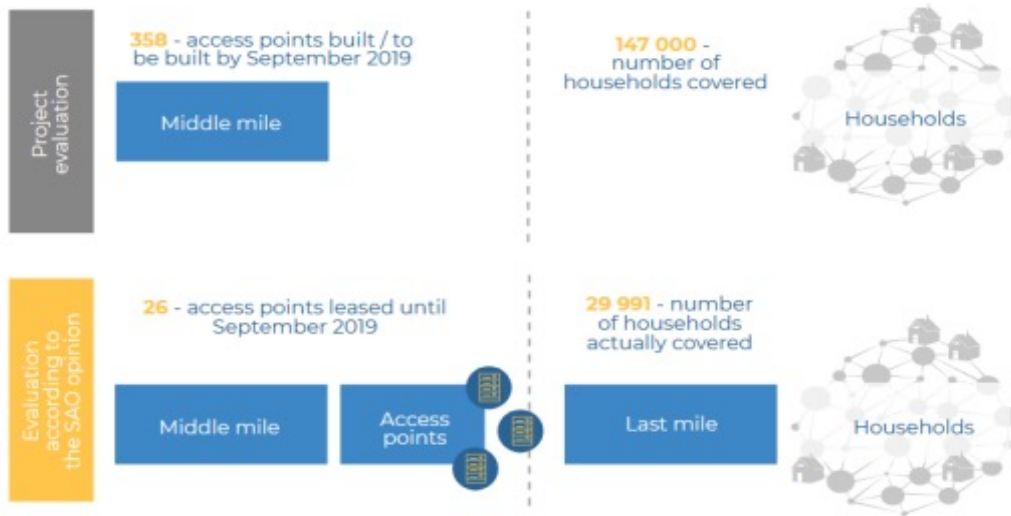 Project
evaluation
358 - access points built / to
be built by September 2019
Middle mile
147 000 -
number of
households covered
Households
Evaluation
according to
the SAO opinion
26 - access points leased until
September 2019
Middle mile
Access
points
29 991 - number
of households
actually covered
Last mile
Households